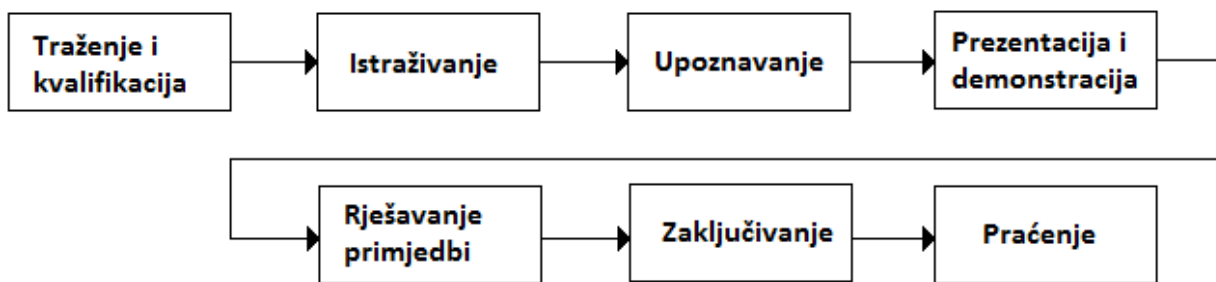 Traženje i
kvalifikacija
Istraživanje
Upoznavanje
Prezentacija i
demonstracija
Rješavanje
primjedbi
Zaključivanje
Praćenje